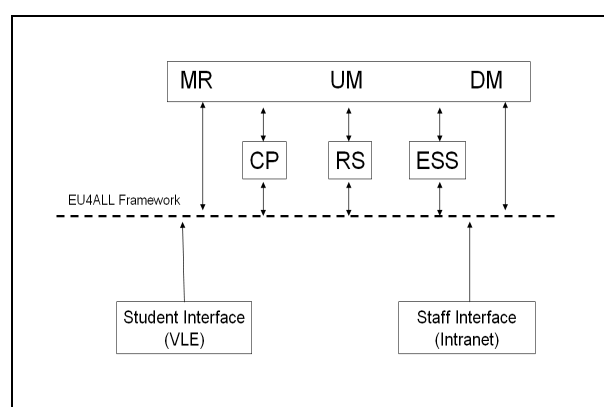 MR UM DM
CP RS ESS
EU4ALL Framework
Student Interface
(VLE)
Staff Interface
(Intranet)